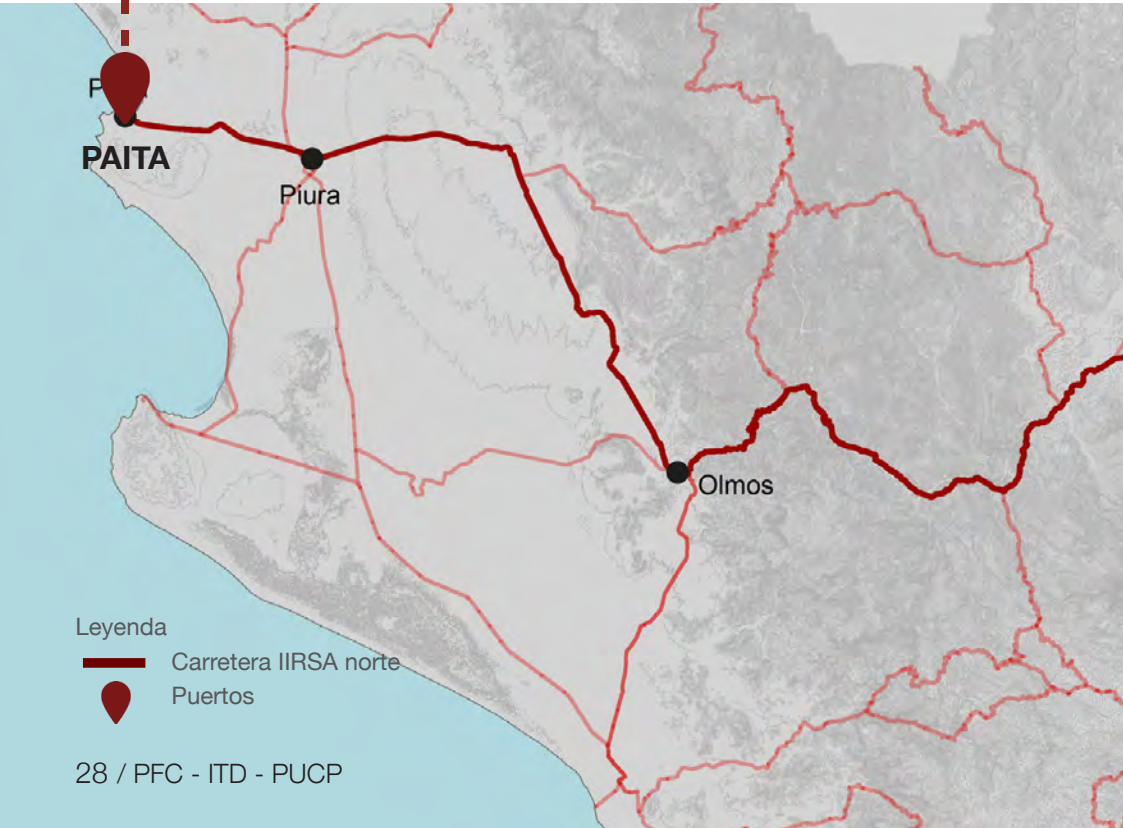 PAITA
Piura
Olmos
Leyenda
Carretera IIRSA norte
Puertos
28 / PFC - ITD - PUCP